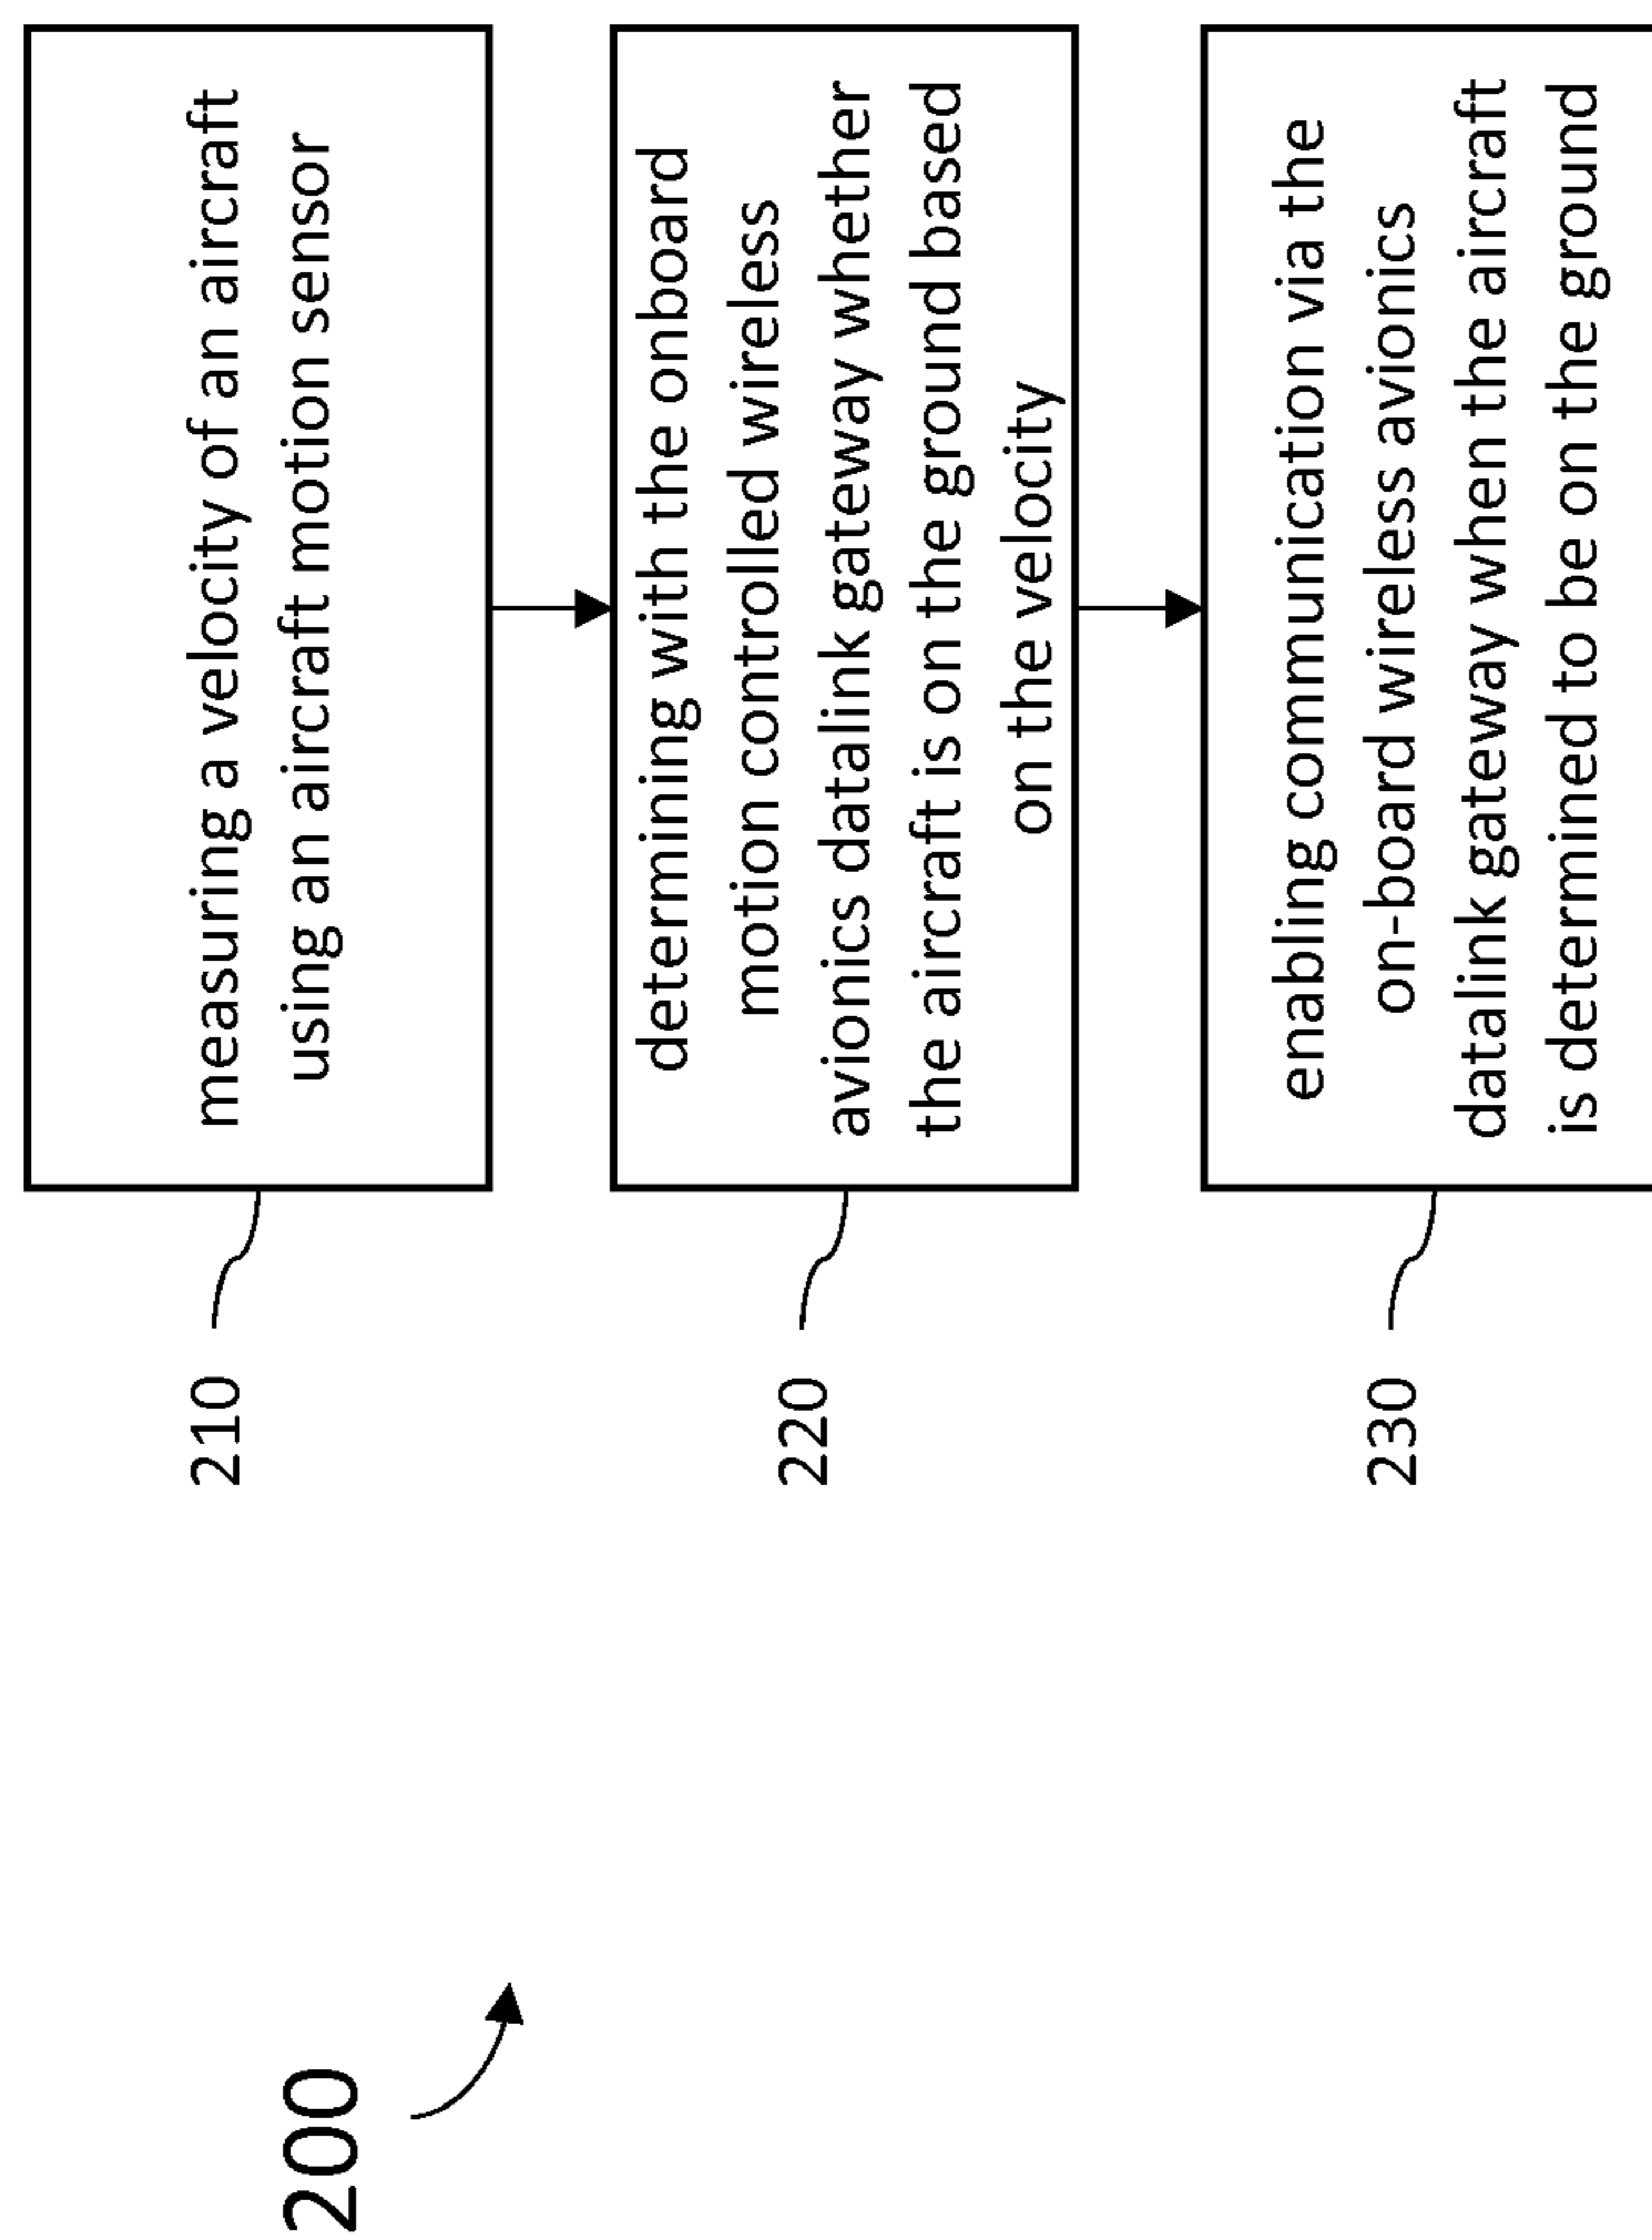 200
210
measuring a velocity of an aircraft
using an aircraft motion sensor
220
determining with the onboard
motion controlled wireless
avionics datalink gateway whether
the aircraft is on the ground based
on the velocity
230
enabling communication via the
on-board wireless avionics
datalink gateway when the aircraft
is determined to be on the ground